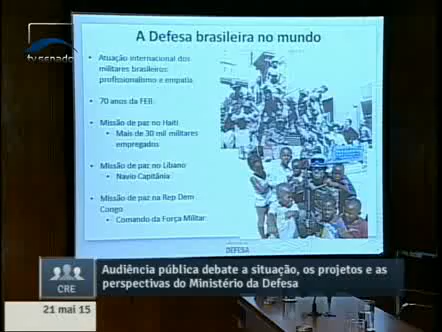 tv senado
A Defesa brasileira no mundo
• Atuação internacional dos
militares brasileiros:
profissionalismo e empatia
• 70 anos da FEB:
• Missão de paz no Haiti
• Mais de 30 mil militares
empregados
• Missão de paz no Líbano
• Navio Capitânia
• Missão de paz na Rep Dem
Congo
• Comando da Força Militar
DEFESA
Audiência pública debate a situação, os projetos e as
perspectivas do Ministério da Defesa
CRE
21 mai 15